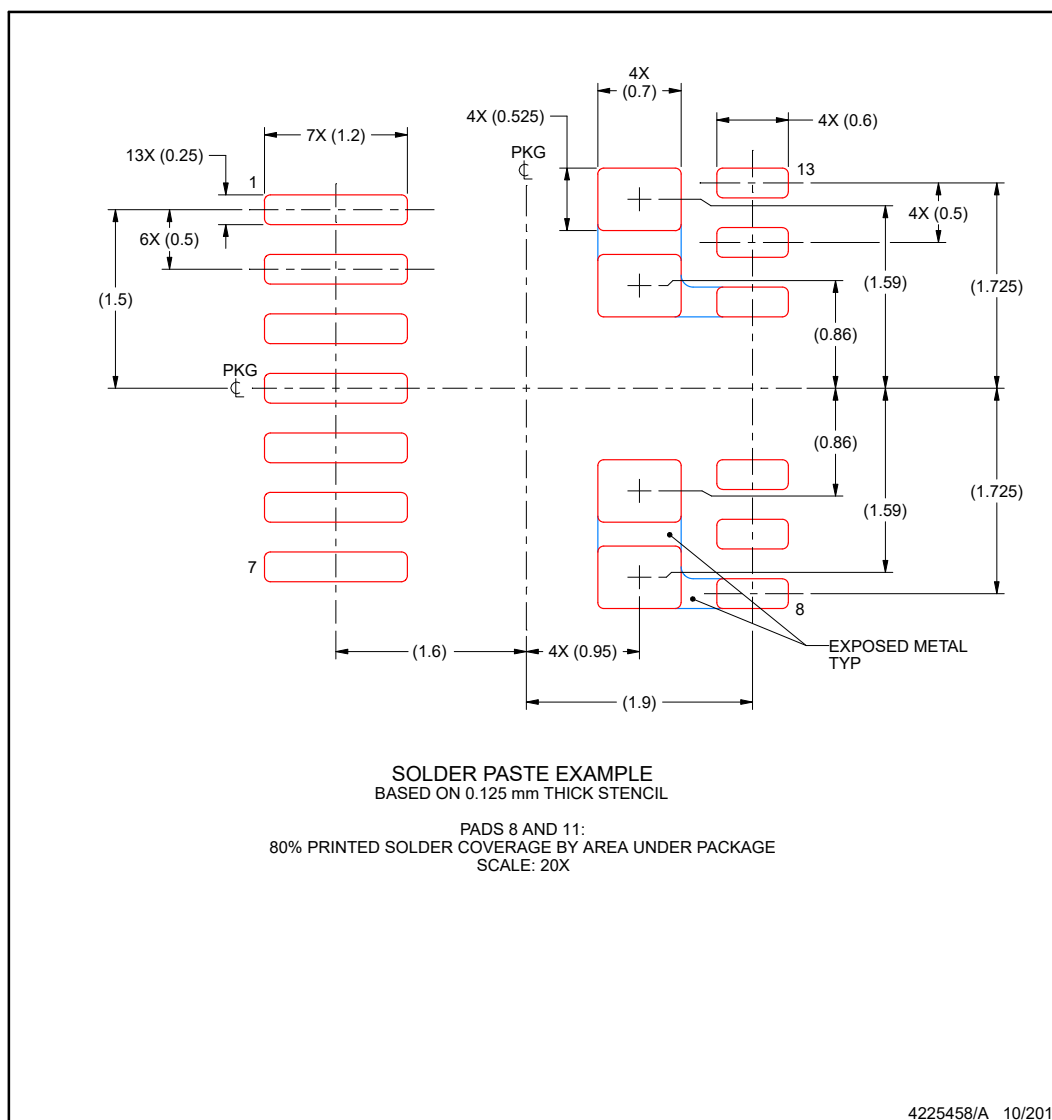 4X
(0.7)
4X (0.525)
4X (0.6)
7X (1.2)
PKG
℄
13X (0.25)
1
13
4X (0.5)
6X (0.5)
(1.5)
(1.59)
(1.725)
(0.86)
PKG
℄
(0.86)
(1.59)
(1.725)
7
8
EXPOSED METAL
TYP
(1.6)
4X (0.95)
(1.9)
SOLDER PASTE EXAMPLE
BASED ON 0.125 mm THICK STENCIL
PADS 8 AND 11:
80% PRINTED SOLDER COVERAGE BY AREA UNDER PACKAGE
SCALE: 20X
4225458/A 10/201